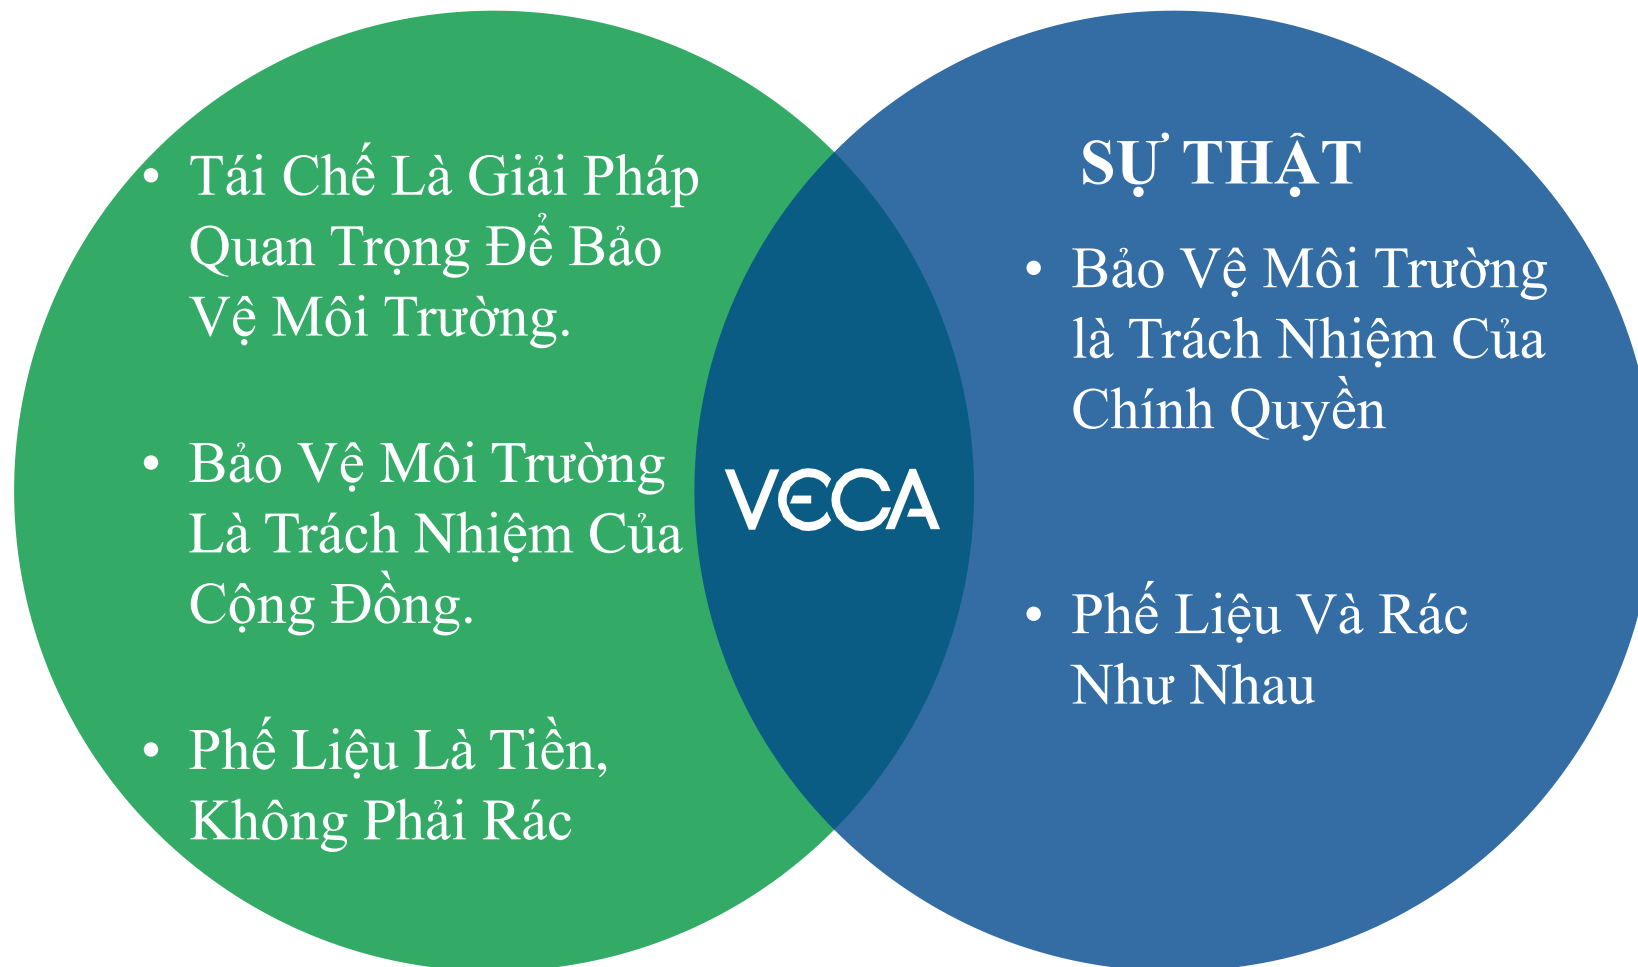 • Tái Chế Là Giải Pháp
Quan Trọng Để Bảo
Vệ Môi Trường.
• Bảo Vệ Môi Trường
Là Trách Nhiệm Của
Cộng Đồng.
• Phế Liệu Là Tiền,
Không Phải Rác
VECA
SỰ THẬT
• Bảo Vệ Môi Trường
là Trách Nhiệm Của
Chính Quyền
• Phế Liệu Và Rác
Như Nhau